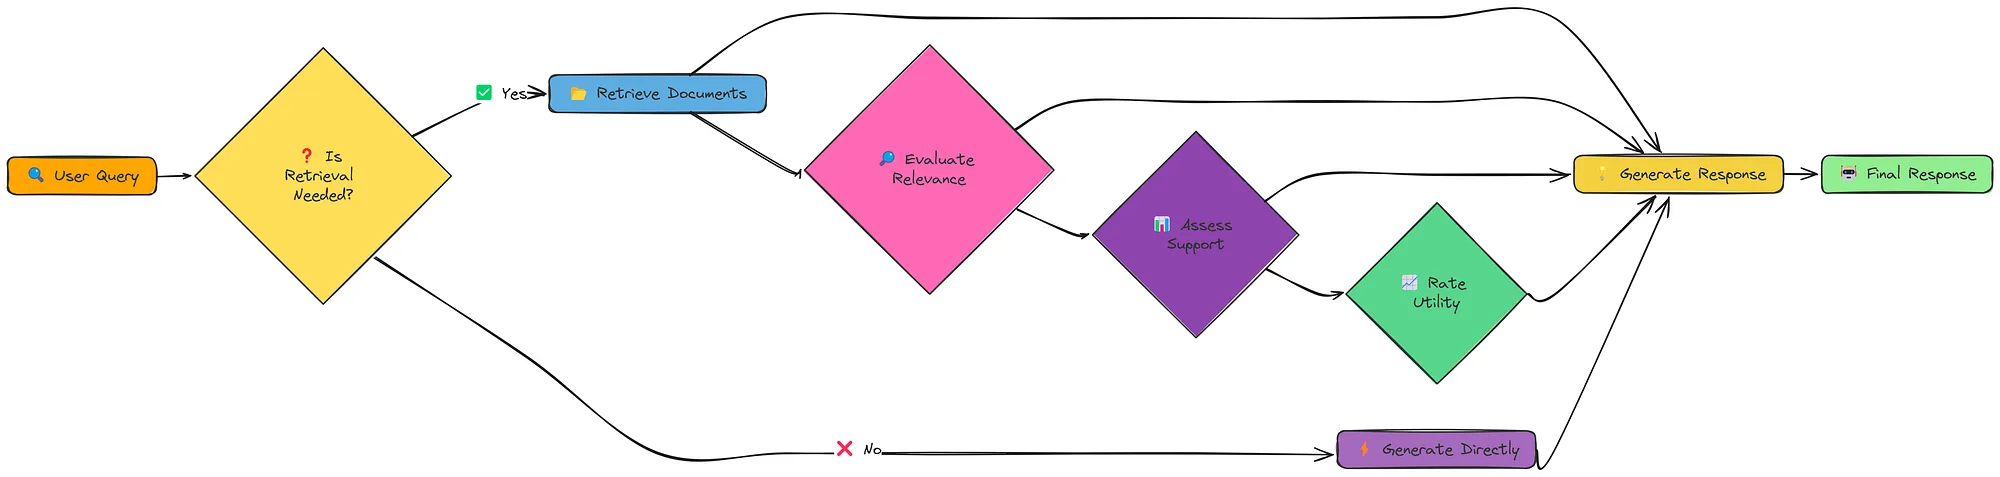 User Query
Is
Retrieval
Needed?
Yes
Retrieve Documents
Evaluate
Relevance
Assess
Support
Rate
Utility
No
Generate Directly
Generate Response
Final Response